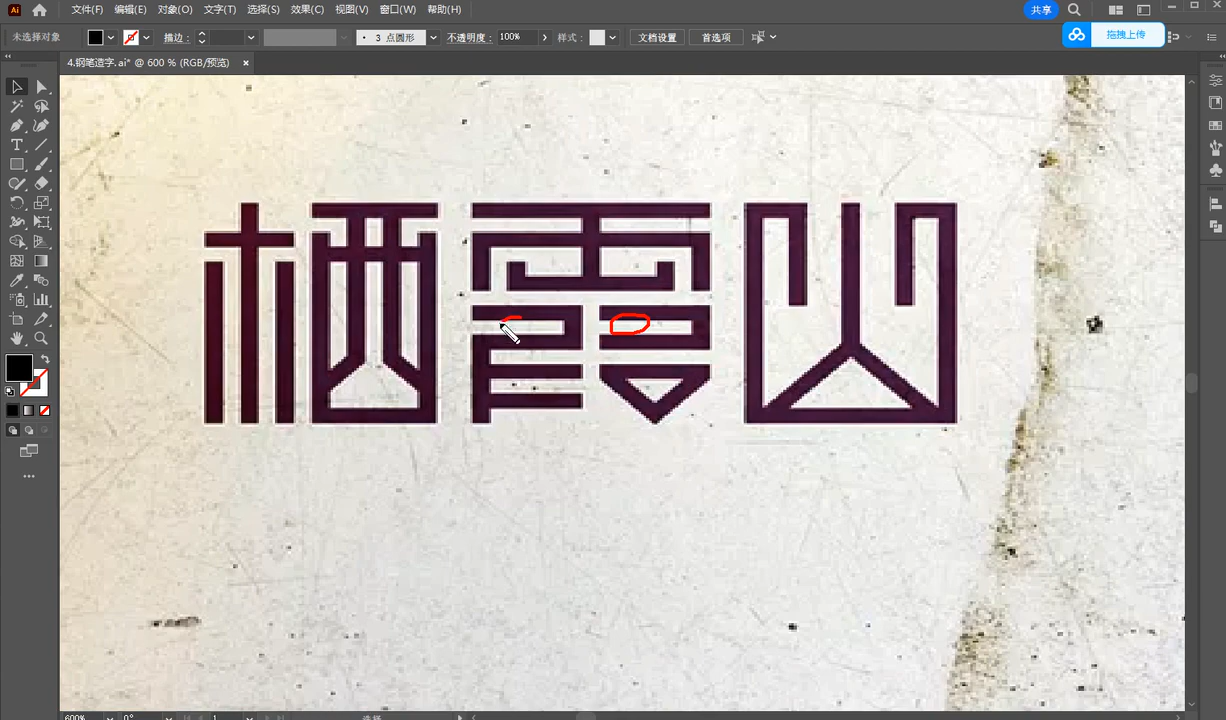 Ai 文件(F) 编辑(E) 对象(O) 文字(T) 选择(S) 效果(C) 视图(V) 窗口(W) 帮助(H) 共享
未选择对象 描边: 3 点圆形 不透明度: 100% 样式: 文档设置 首选项 拖拽上传
4.钢笔造字.ai* @ 600 % (RGB/预览) ×
栖霞山
600% 0° 1 选择